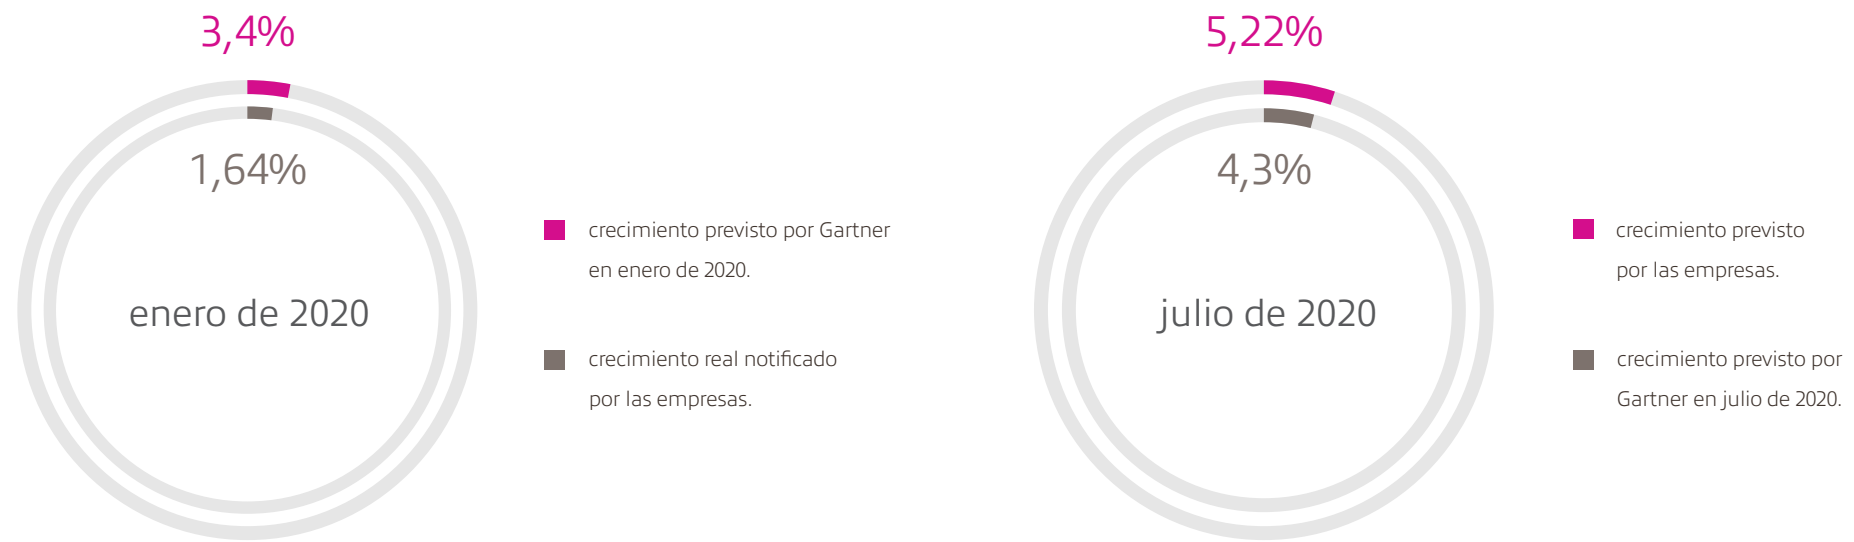 3,4%
1,64%
enero de 2020
crecimiento previsto por Gartner
en enero de 2020.
crecimiento real notificado
por las empresas.
5,22%
4,3%
julio de 2020
crecimiento previsto
por las empresas.
crecimiento previsto por
Gartner en julio de 2020.